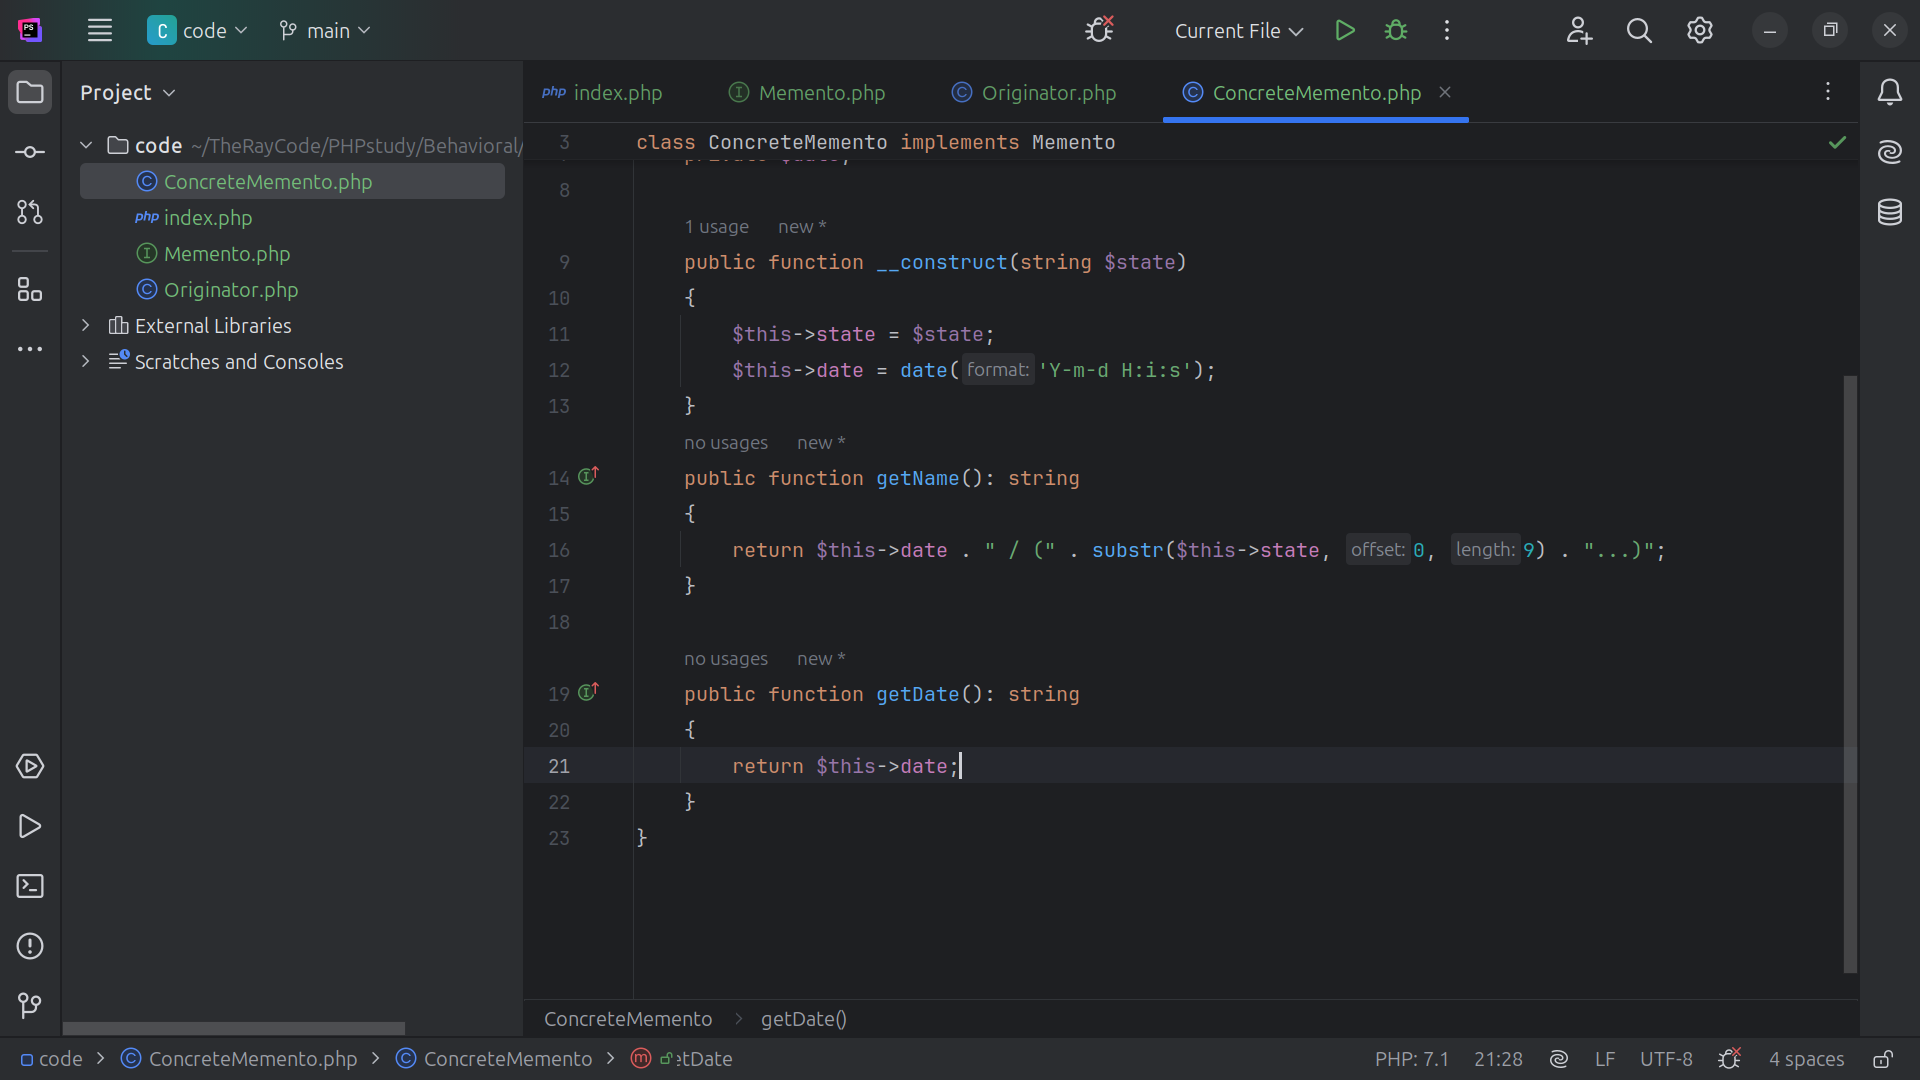 PS
C code main
Current File
Project
code ~/TheRayCode/PHPstudy/Behavioral/
ConcreteMemento.php
php index.php
Memento.php
Originator.php
External Libraries
Scratches and Consoles
php index.php
Memento.php
Originator.php
ConcreteMemento.php
3 class ConcreteMemento implements Memento
8
1 usage new *
9 public function __construct(string $state)
10 {
11 $this->state = $state;
12 $this->date = date( format: 'Y-m-d H:i:s');
13 }
no usages new *
14 public function getName(): string
15 {
16 return $this->date . " / (" . substr($this->state, offset: 0, length: 9) . "...)";
17 }
18
no usages new *
19 public function getDate(): string
20 {
21 return $this->date;
22 }
23 }
ConcreteMemento > getDate()
code > ConcreteMemento.php > ConcreteMemento > etDate
PHP: 7.1 21:28 LF UTF-8 4 spaces